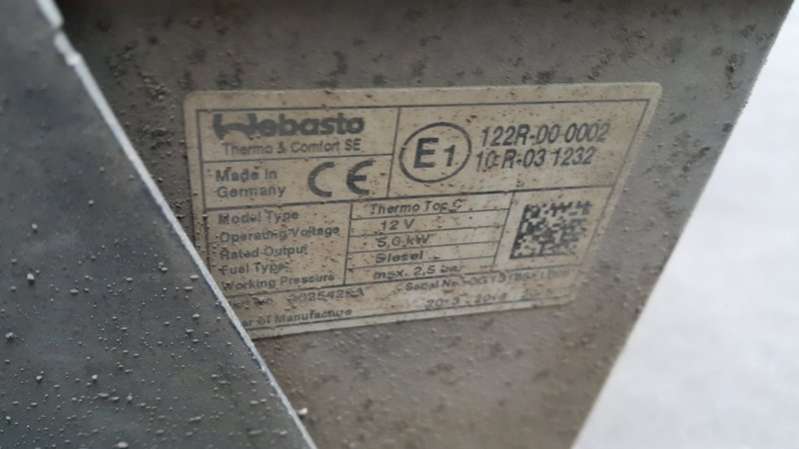 Webasto
Thermo & Comfort SE
Made in
Germany
CE
E1
122R-00 0002
10 R-03 1232
Model Type Thermo Top C
Operating Voltage 12 V
Rated Output 5,0 kW
Fuel Type Diesel
Working Pressure max. 2,5 bar
Serial No.
of Manufacture